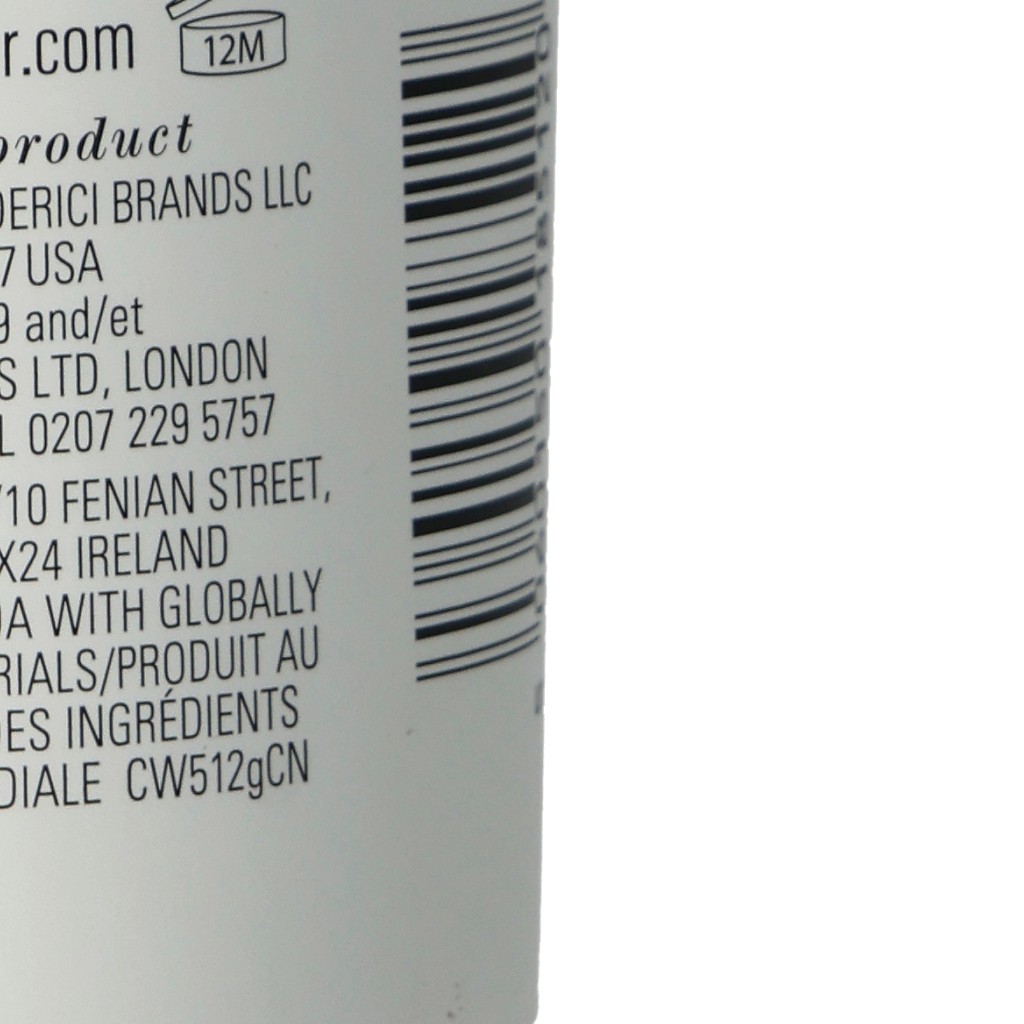 r.com
12M
product
DERICI BRANDS LLC
7 USA
9 and/et
S LTD, LONDON
L 0207 229 5757
/10 FENIAN STREET,
X24 IRELAND
DA WITH GLOBALLY
RIALS/PRODUIT AU
DES INGRÉDIENTS
DIALE CW512gCN